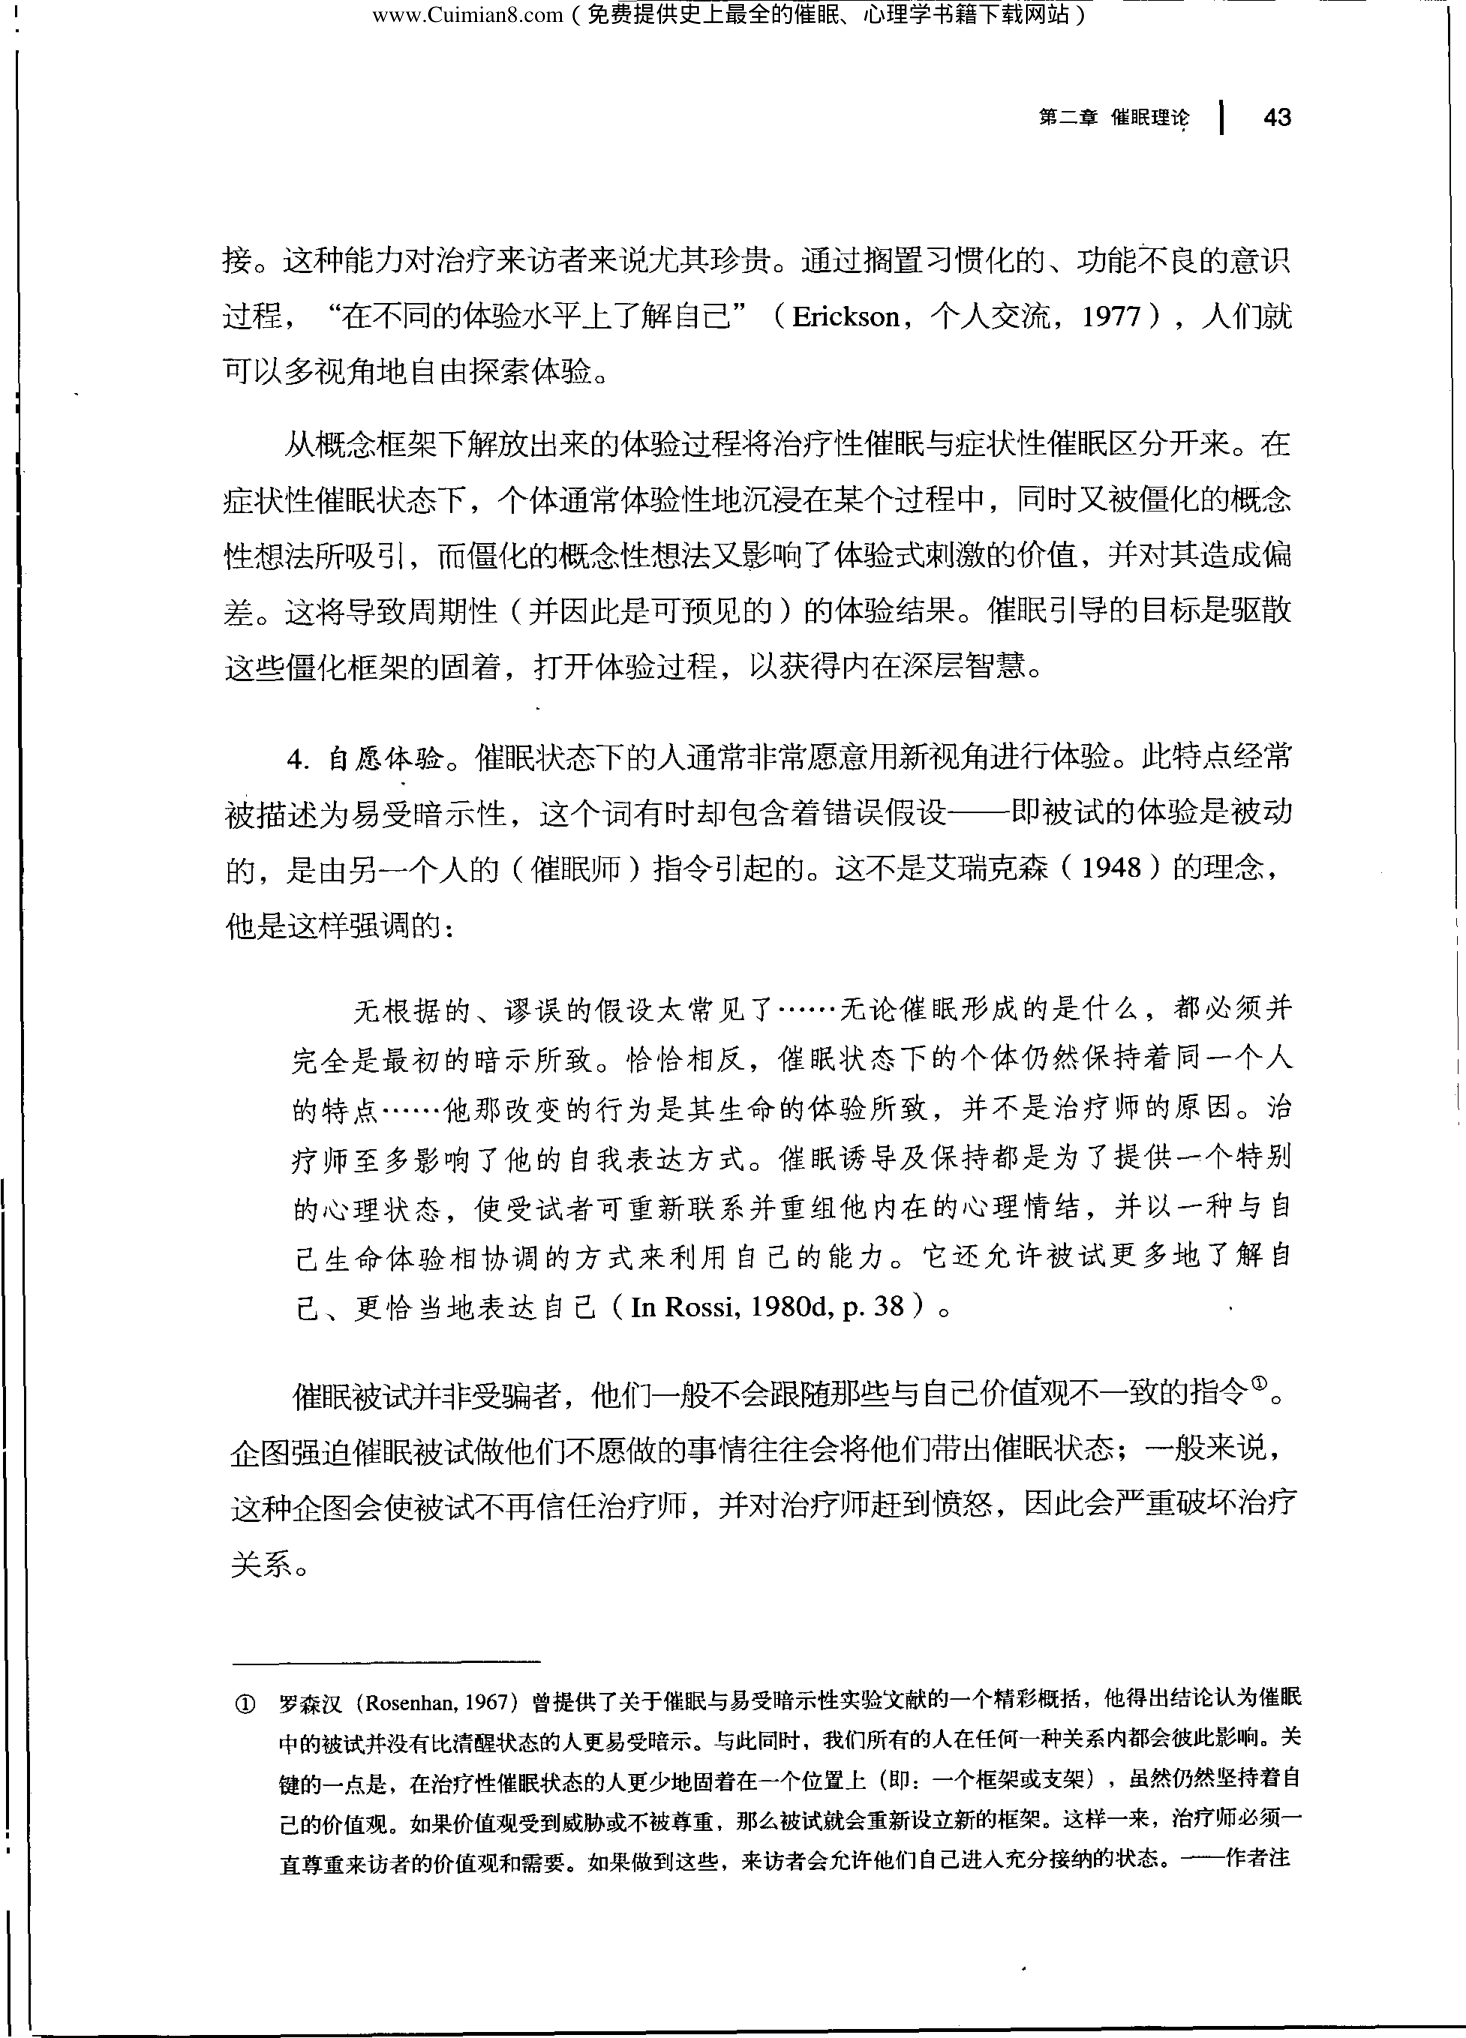 www.Cuimian8.com（免费提供史上最全的催眠、心理学书籍下载网站）
第二章 催眠理论 43
接。这种能力对治疗来访者来说尤其珍贵。通过搁置习惯化的、功能不良的意识
过程，“在不同的体验水平上了解自己”（Erickson，个人交流，1977），人们就
可以多视角地自由探索体验。
从概念框架下解放出来的体验过程将治疗性催眠与症状性催眠区分开来。在
症状性催眠状态下，个体通常体验性地沉浸在某个过程中，同时又被僵化的概念
性想法所吸引，而僵化的概念性想法又影响了体验式刺激的价值，并对其造成偏
差。这将导致周期性（并因此是可预见的）的体验结果。催眠引导的目标是驱散
这些僵化框架的固着，打开体验过程，以获得内在深层智慧。
4. 自愿体验。催眠状态下的人通常非常愿意用新视角进行体验。此特点经常
被描述为易受暗示性，这个词有时却包含着错误假设——即被试的体验是被动
的，是由另一个人的（催眠师）指令引起的。这不是艾瑞克森（1948）的理念，
他是这样强调的：
无根据的、谬误的假设太常见了……无论催眠形成的是什么，都必须并
完全是最初的暗示所致。恰恰相反，催眠状态下的个体仍然保持着同一个人
的特点……他那改变的行为是其生命的体验所致，并不是治疗师的原因。治
疗师至多影响了他的自我表达方式。催眠诱导及保持都是为了提供一个特别
的心理状态，使受试者可重新联系并重组他内在的心理情结，并以一种与自
己生命体验相协调的方式来利用自己的能力。它还允许被试更多地了解自
己、更恰当地表达自己（In Rossi, 1980d, p. 38）。
催眠被试并非受骗者，他们一般不会跟随那些与自己价值观不一致的指令①。
企图强迫催眠被试做他们不愿做的事情往往会将他们带出催眠状态；一般来说，
这种企图会使被试不再信任治疗师，并对治疗师赶到愤怒，因此会严重破坏治疗
关系。
① 罗森汉（Rosenhan, 1967）曾提供了关于催眠与易受暗示性实验文献的一个精彩概括，他得出结论认为催眠
中的被试并没有比清醒状态的人更易受暗示。与此同时，我们所有的人在任何一种关系内都会彼此影响。关
键的一点是，在治疗性催眠状态的人更少地固着在一个位置上（即：一个框架或支架），虽然仍然坚持着自
己的价值观。如果价值观受到威胁或不被尊重，那么被试就会重新设立新的框架。这样一来，治疗师必须一
直尊重来访者的价值观和需要。如果做到这些，来访者会允许他们自己进入充分接纳的状态。——作者注